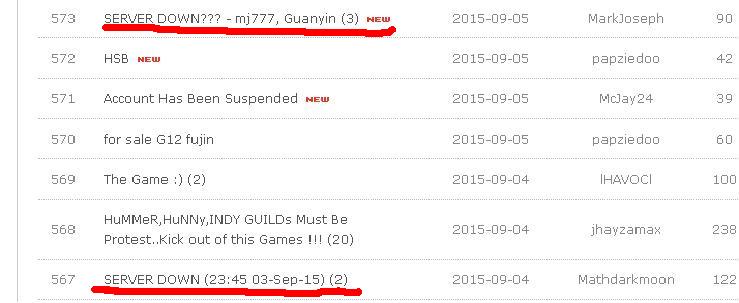 573 SERVER DOWN??? - mj777, Guanyin (3) NEW 2015-09-05 MarkJoseph 90
572 HSB NEW 2015-09-05 papziedoo 42
571 Account Has Been Suspended NEW 2015-09-05 McJay24 39
570 for sale G12 fujin 2015-09-05 papziedoo 60
569 The Game :) (2) 2015-09-04 lHAVOCl 100
568 HuMMeR,HuNNy,INDY GUILDs Must Be
Protest..Kick out of this Games !!! (20) 2015-09-04 jhayzamax 238
567 SERVER DOWN (23:45 03-Sep-15) (2) 2015-09-04 Mathdarkmoon 122